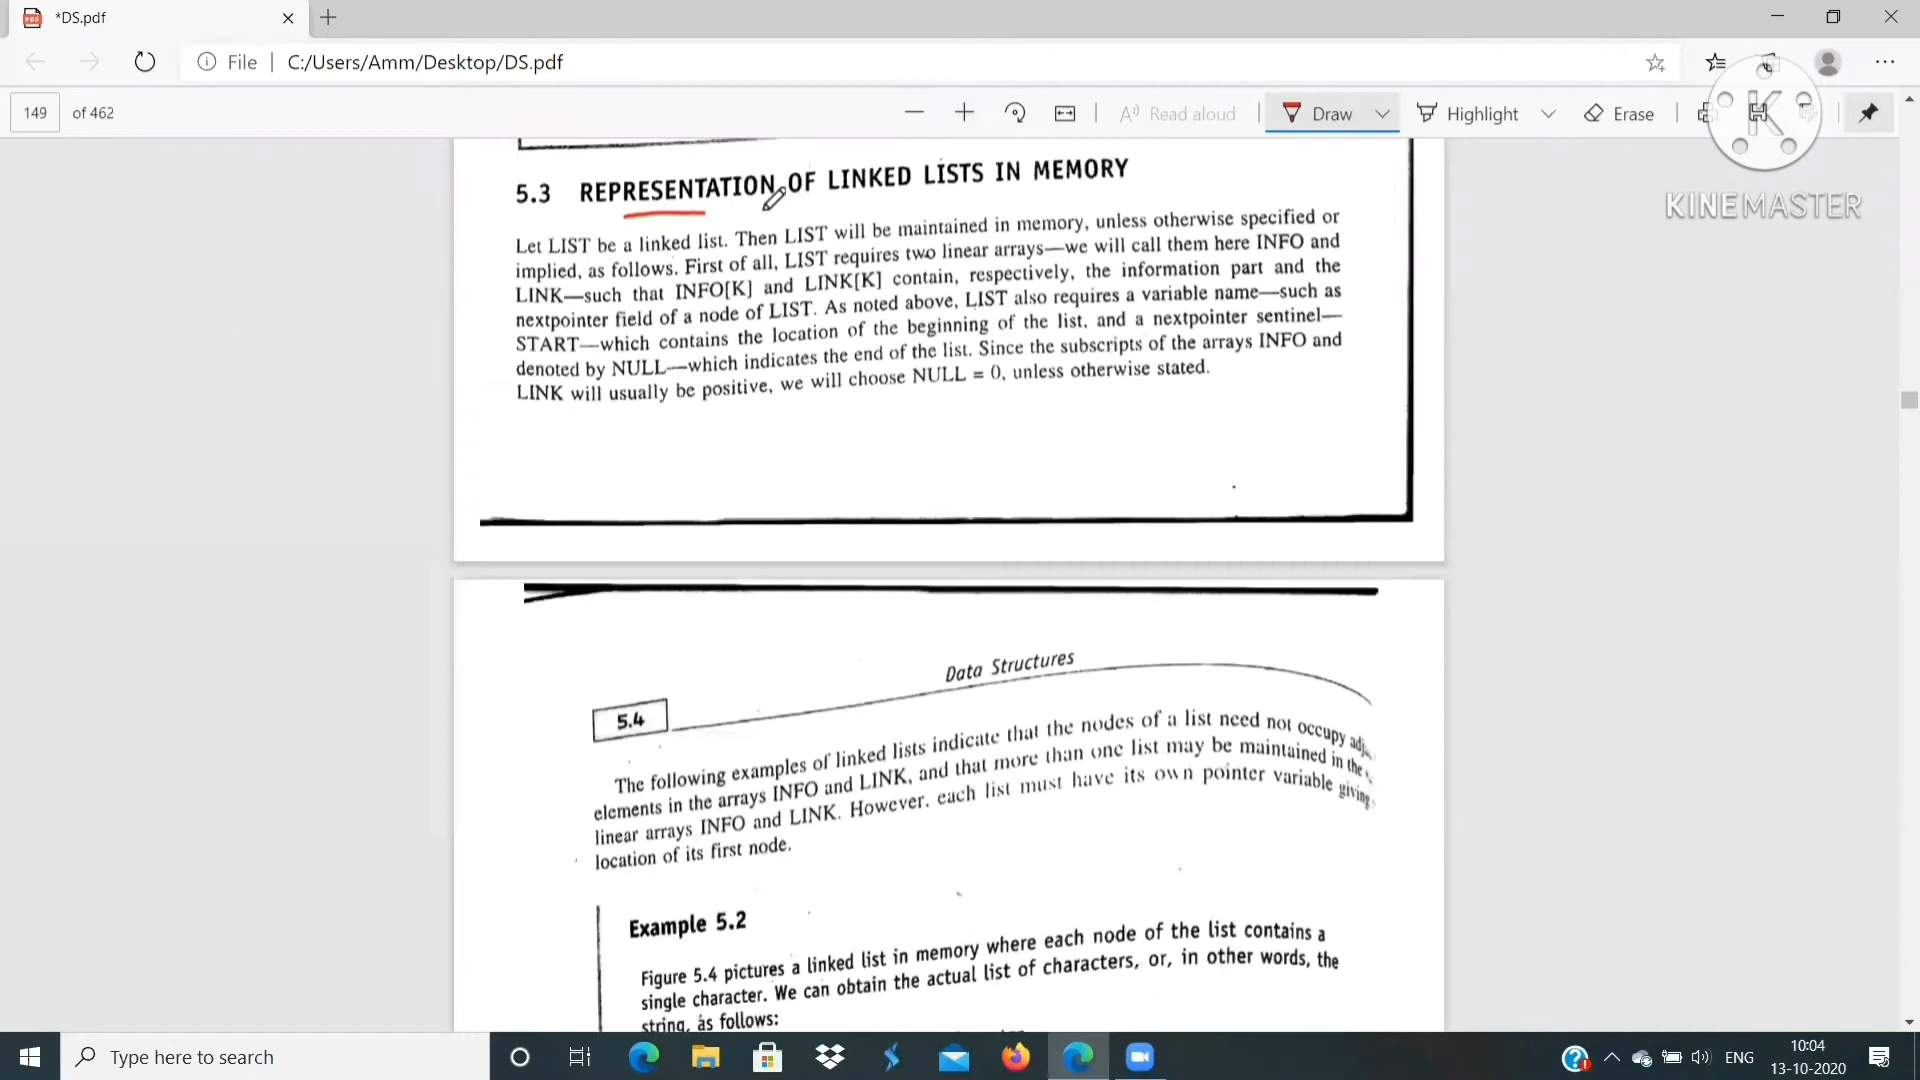 *DS.pdf
File
C:/Users/Amm/Desktop/DS.pdf
149 of 462
Read aloud
Draw
Highlight
Erase
KINEMASTER
5.3 REPRESENTATION OF LINKED LISTS IN MEMORY
Let LIST be a linked list. Then LIST will be maintained in memory, unless otherwise specified or
implied, as follows. First of all, LIST requires two linear arrays—we will call them here INFO and
LINK—such that INFO[K] and LINK[K] contain, respectively, the information part and the
nextpointer field of a node of LIST. As noted above, LIST also requires a variable name—such as
START—which contains the location of the beginning of the list, and a nextpointer sentinel—
denoted by NULL—which indicates the end of the list. Since the subscripts of the arrays INFO and
LINK will usually be positive, we will choose NULL = 0, unless otherwise stated.
Data Structures
5.4
The following examples of linked lists indicate that the nodes of a list need not occupy
elements in the arrays INFO and LINK, and that more than one list may be maintained in the
linear arrays INFO and LINK. However, each list must have its own pointer variable giving
location of its first node.
Example 5.2
Figure 5.4 pictures a linked list in memory where each node of the list contains a
single character. We can obtain the actual list of characters, or, in other words, the
string, as follows:
Type here to search
ENG
10:04
13-10-2020